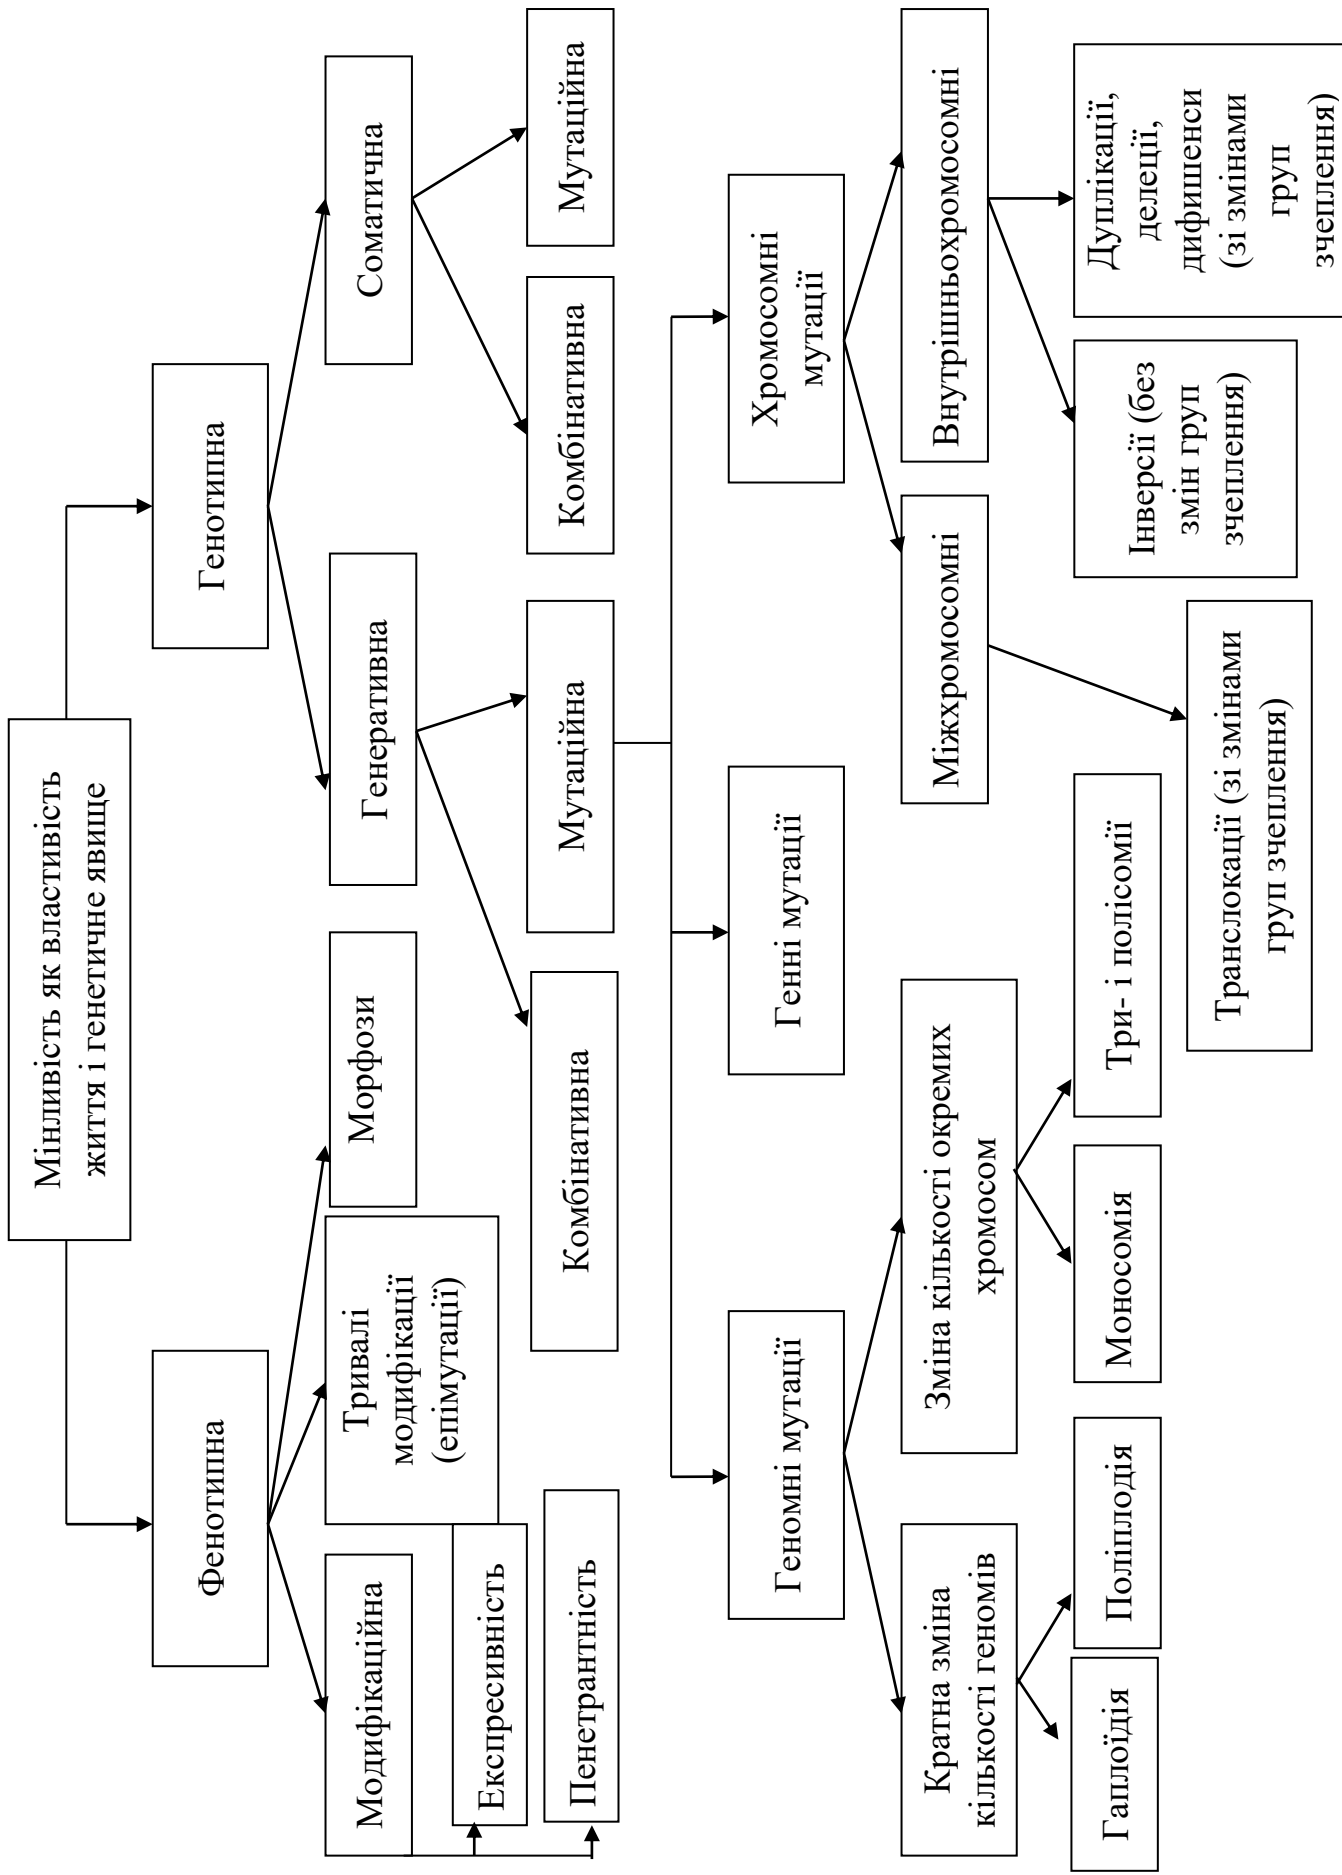 Мінливість як властивість
життя і генетичне явище
Фенотипна
Генотипна
Модифікаційна
Тривалі
модифікації
(епімутації)
Морфози
Генеративна
Соматична
Експресивність
Пенетрантність
Комбінативна
Мутаційна
Комбінативна
Мутаційна
Геномні мутації
Генні мутації
Хромосомні
мутації
Кратна зміна
кількості геномів
Зміна кількості окремих
хромосом
Міжхромосомні
Внутрішньохромосомні
Гаплоїдія
Поліплодія
Моносомія
Три- і полісомії
Транслокації (зі змінами
груп зчеплення)
Інверсії (без
змін груп
зчеплення)
Дуплікації,
делеції,
дифишенси
(зі змінами
груп
зчеплення)